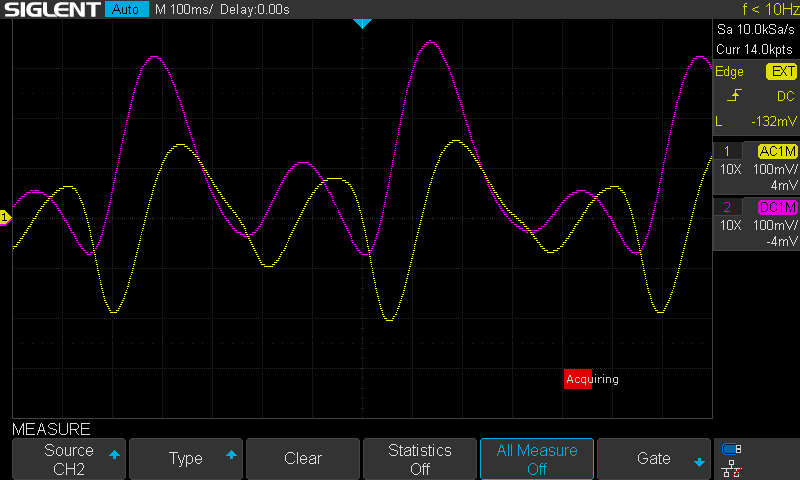 SIGLENT Auto M 100ms/ Delay:0.00s f < 10Hz
Sa 10.0kSa/s
Curr 14.0kpts
Edge EXT
DC
L -132mV
1 AC1M
10X 100mV/
4mV
2 DC1M
10X 100mV/
-4mV
1
Acquiring
MEASURE
Source
CH2
Type
Clear
Statistics
Off
All Measure
Off
Gate